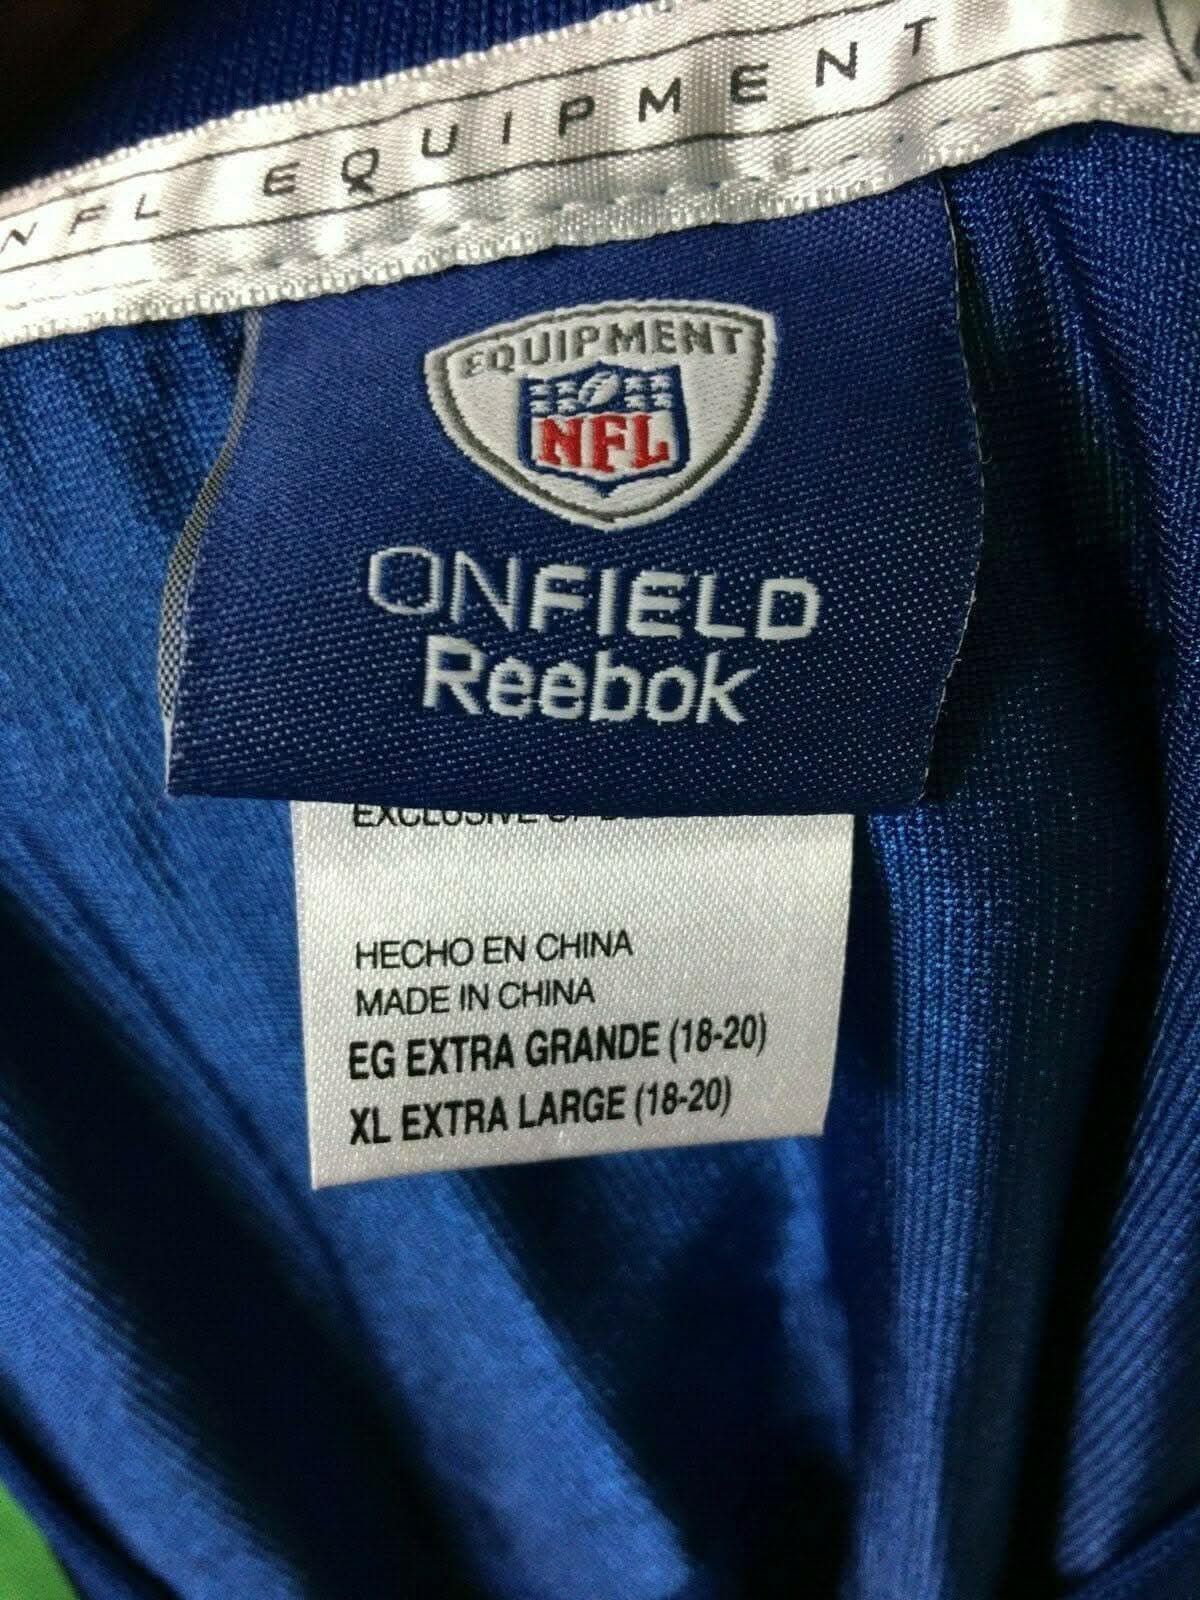 NFL EQUIPMENT
EQUIPMENT
NFL
ONFIELD
Reebok
EXCLUSIVE
HECHO EN CHINA
MADE IN CHINA
EG EXTRA GRANDE (18-20)
XL EXTRA LARGE (18-20)